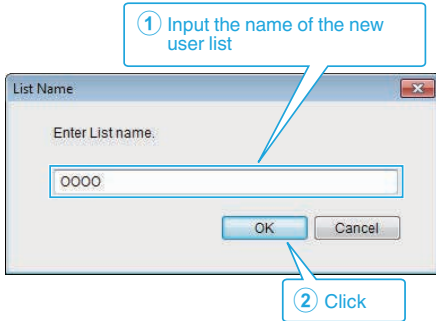 ① Input the name of the new
user list
List Name
Enter List name.
OOOO
OK Cancel
② Click